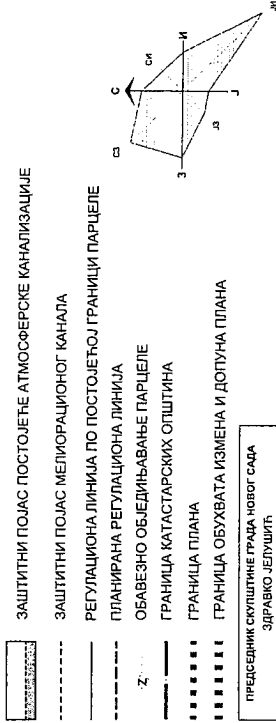 ЗАШТИТНИ ПОЈАС ПОСТОЈЕЋЕ АТМОСФЕРСКЕ КАНАЛИЗАЦИЈЕ
ЗАШТИТНИ ПОЈАС МЕЛИОРАЦИОНОГ КАНАЛА
РЕГУЛАЦИОНА ЛИНИЈА ПО ПОСТОЈЕЋОЈ ГРАНИЦИ ПАРЦЕЛЕ
ПЛАНИРАНА РЕГУЛАЦИОНА ЛИНИЈА
Z ОБАВЕЗНО ОБЈЕДИЊАВАЊЕ ПАРЦЕЛЕ
ГРАНИЦА КАТАСТАРСКИХ ОПШТИНА
ГРАНИЦА ПЛАНА
ГРАНИЦА ОБУХВАТА ИЗМЕНА И ДОПУНА ПЛАНА
ПРЕДСЕДНИК СКУПШТИНЕ ГРАДА НОВОГ САДА
ЗДРАВКО ЈЕЛУШИЋ
С
СЗ
СИ
З
И
ЈЗ
Ј
ЈИ